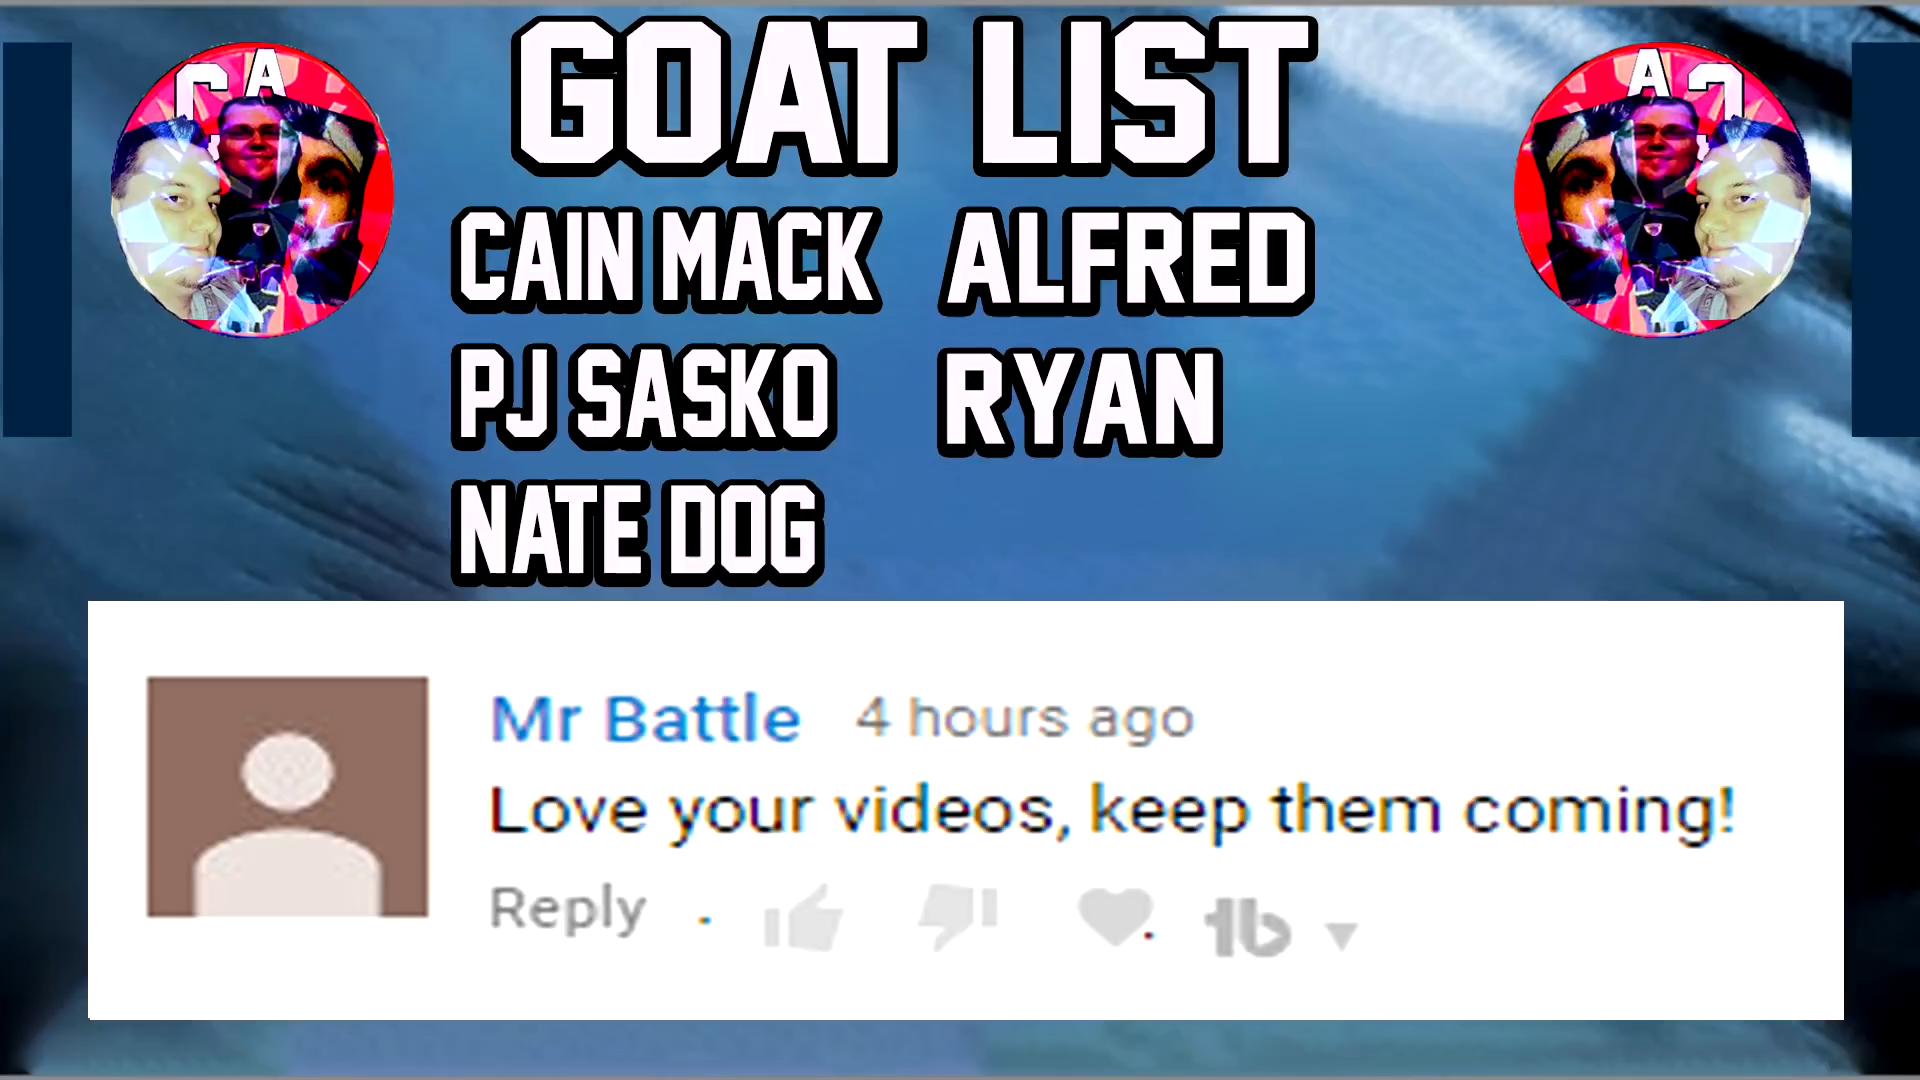 GOAT LIST
CAIN MACK
PJ SASKO
NATE DOG
ALFRED
RYAN
Mr Battle 4 hours ago
Love your videos, keep them coming!
Reply